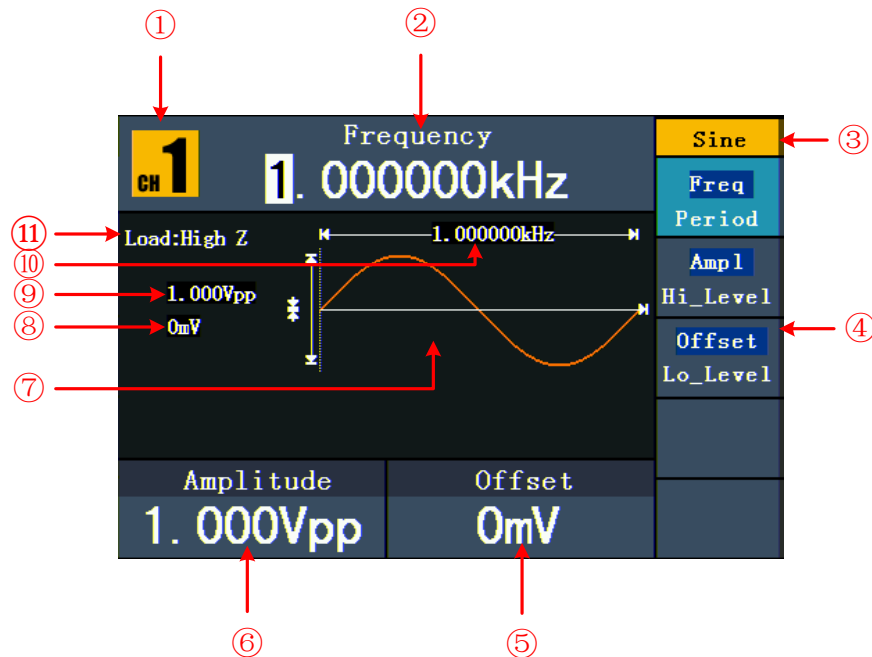 ① ②
CH 1
Frequency
1.000000kHz
Sine
③
Freq
Period
⑪
Load:High Z
1.000000kHz
⑩
Ampl
Hi_Level
⑨
1.000Vpp
⑧
0mV
④
Offset
Lo_Level
⑦
Amplitude
1.000Vpp
Offset
0mV
⑥ ⑤